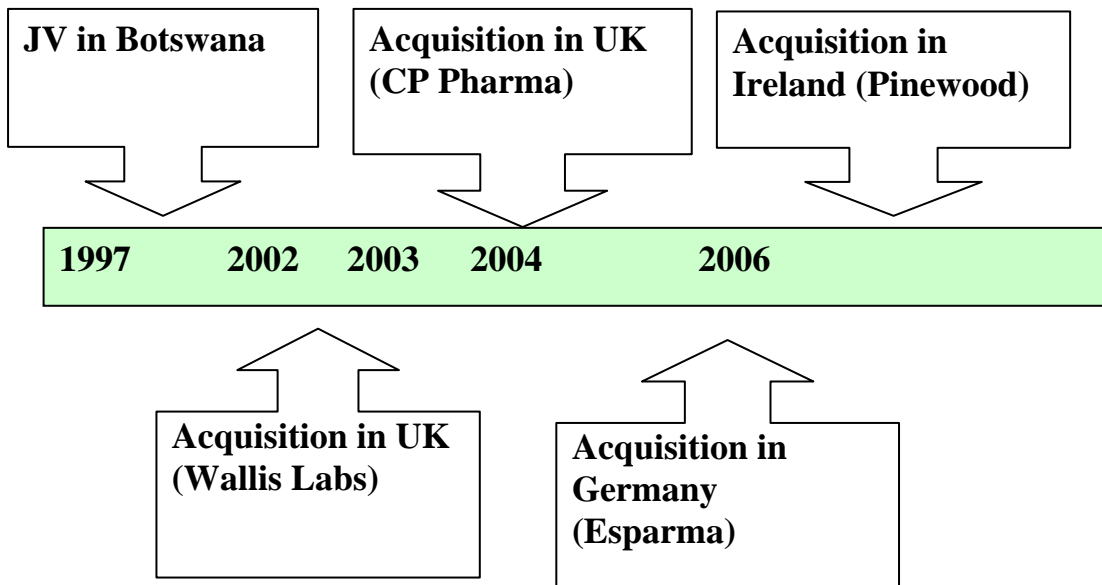 JV in Botswana
Acquisition in UK
(CP Pharma)
Acquisition in
Ireland (Pinewood)
1997 2002 2003 2004 2006
Acquisition in UK
(Wallis Labs)
Acquisition in
Germany
(Esparma)